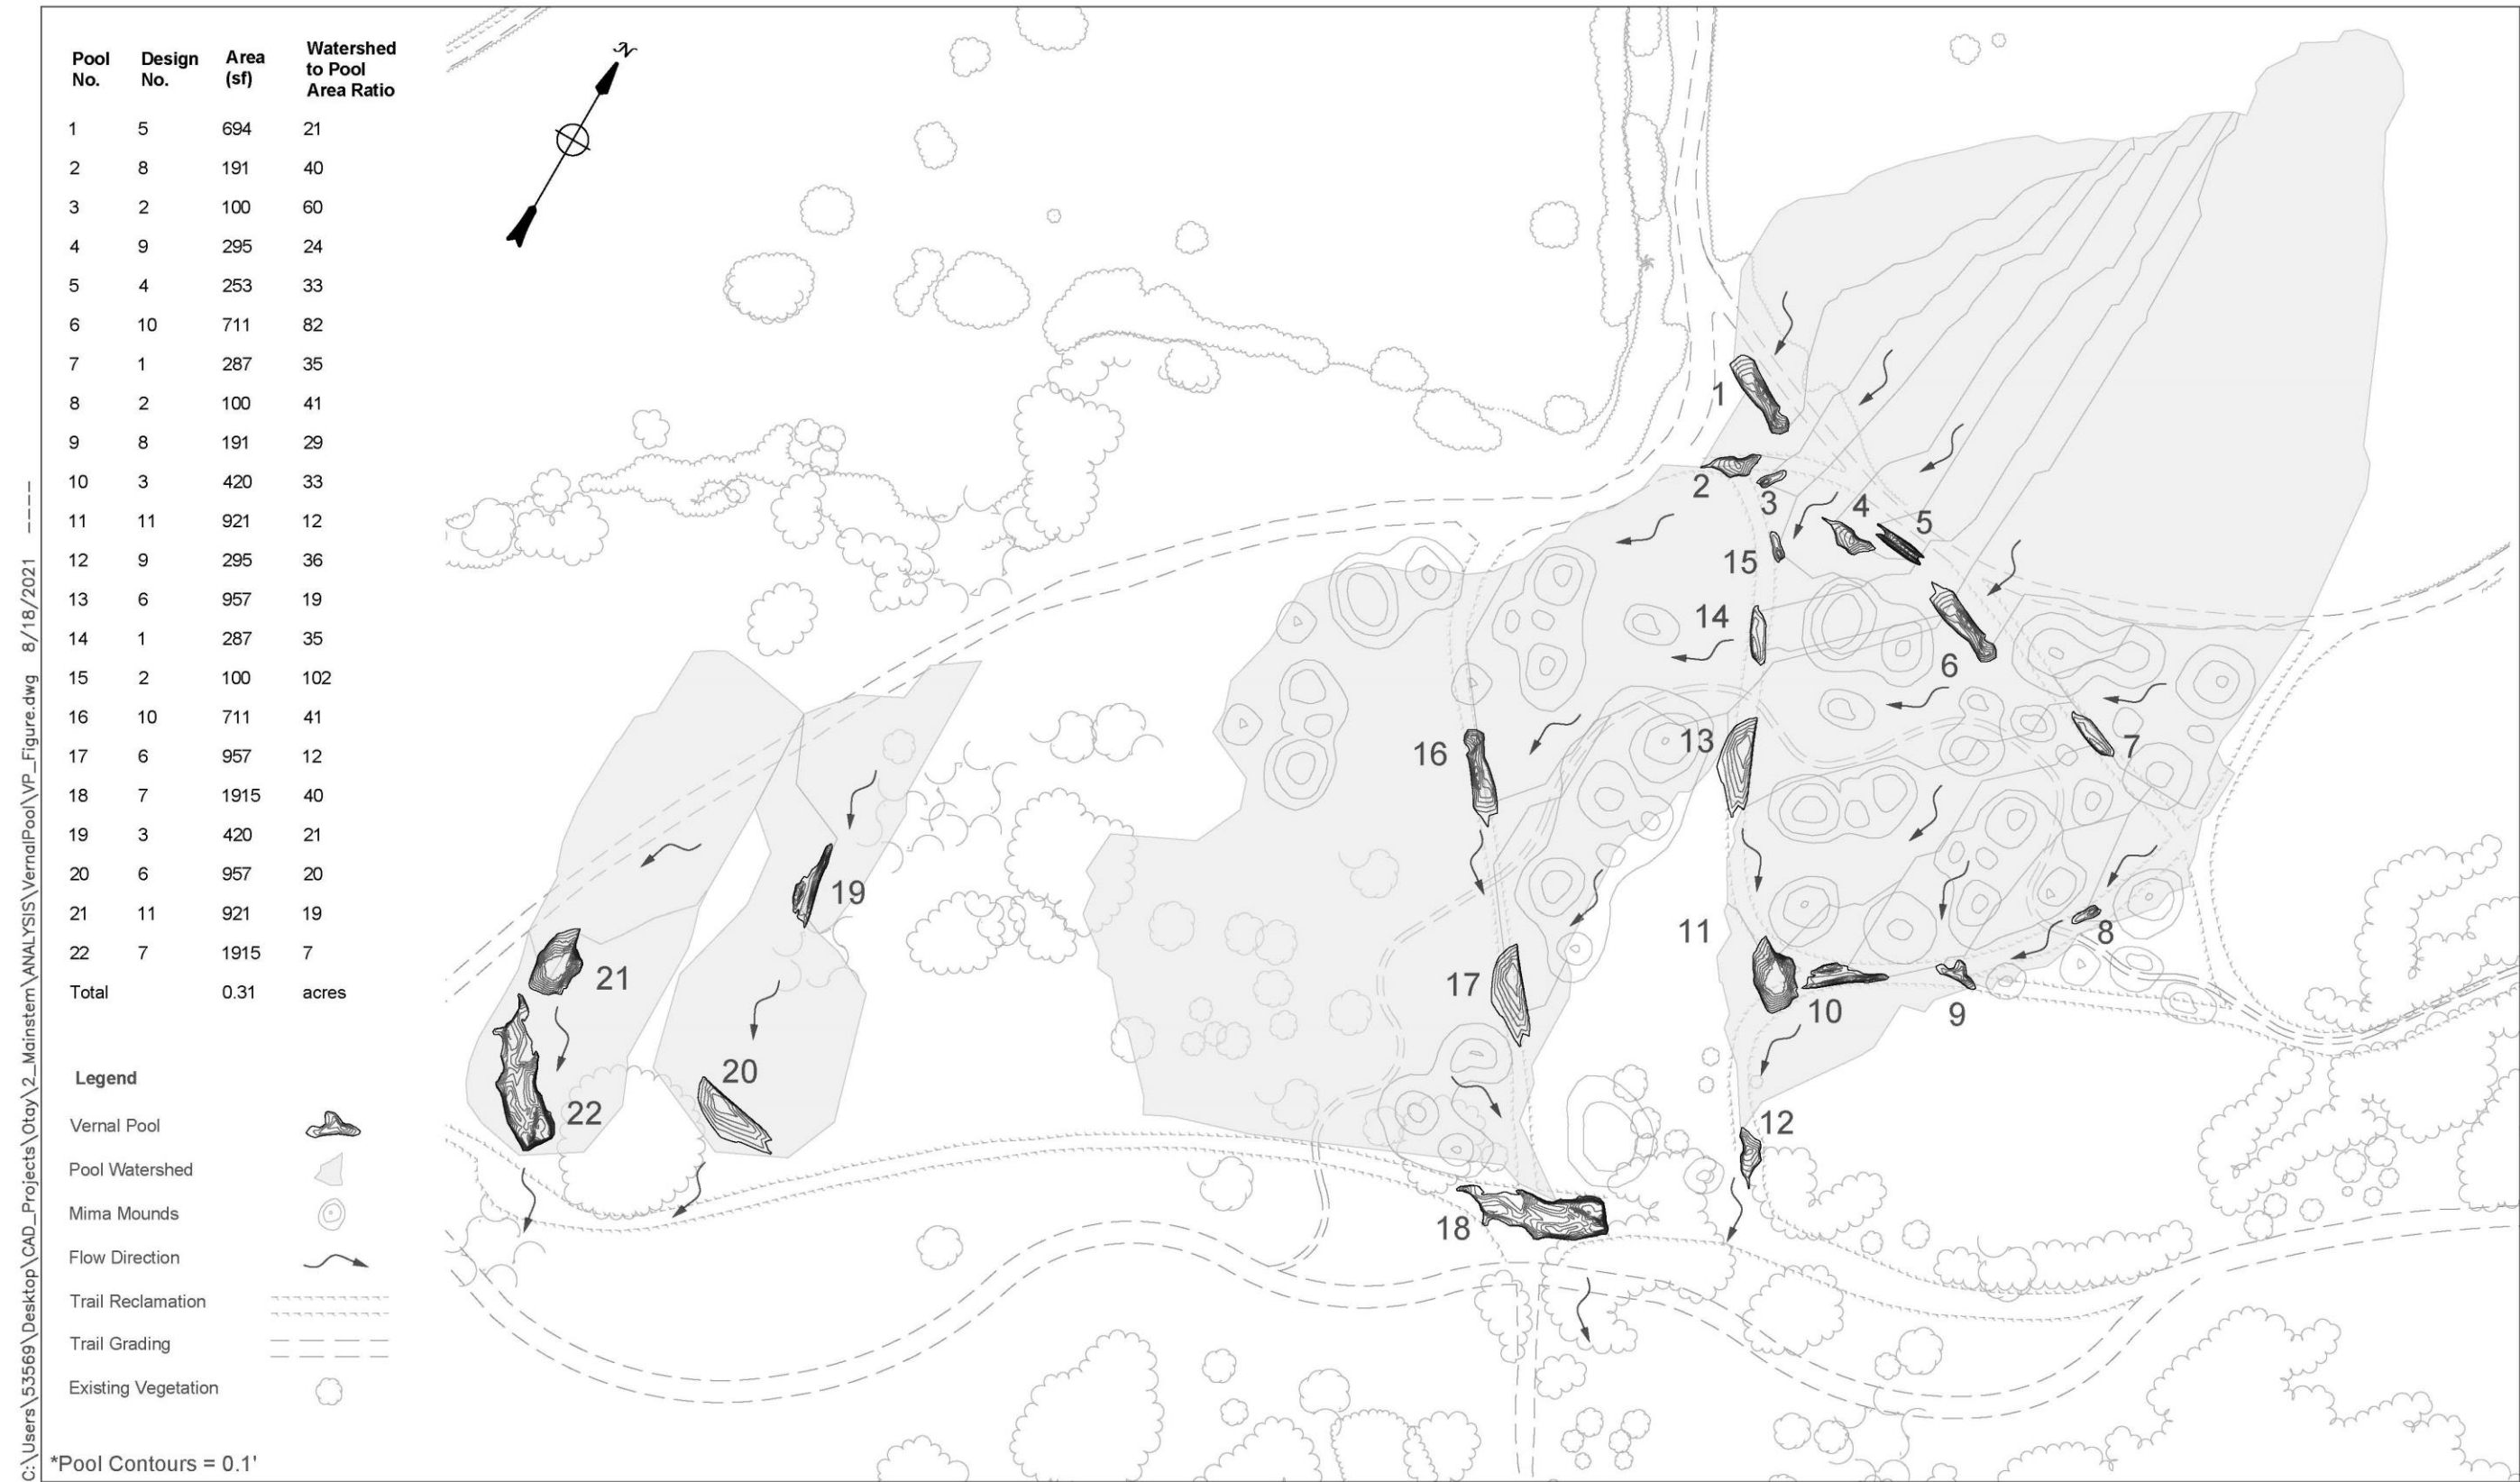 Pool No. Design No. Area (sf) Watershed to Pool Area Ratio
1 5 694 21
2 8 191 40
3 2 100 60
4 9 295 24
5 4 253 33
6 10 711 82
7 1 287 35
8 2 100 41
9 8 191 29
10 3 420 33
11 11 921 12
12 9 295 36
13 6 957 19
14 1 287 35
15 2 100 102
16 10 711 41
17 6 957 12
18 7 1915 40
19 3 420 21
20 6 957 20
21 11 921 19
22 7 1915 7
Total 0.31 acres
Legend
Vernal Pool
Pool Watershed
Mima Mounds
Flow Direction
Trail Reclamation
Trail Grading
Existing Vegetation
*Pool Contours = 0.1'
C:\Users\53569\Desktop\CAD_Projects\Otay\2_Mainstem\ANALYSIS\VernalPool\VP_Figure.dwg 8/18/2021 ----
N
1
2
3
4
5
15
14
6
13
7
16
19
11
8
21
17
10
9
20
22
12
18